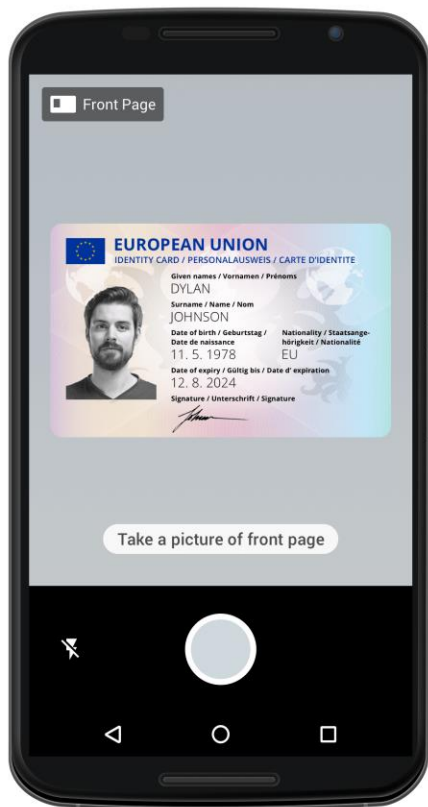 Front Page
EUROPEAN UNION
IDENTITY CARD / PERSONALAUSWEIS / CARTE D'IDENTITE
Given names / Vornamen / Prénoms
DYLAN
Surname / Name / Nom
JOHNSON
Date of birth / Geburtstag /
Date de naissance
11. 5. 1978
Nationality / Staatsange-
hörigkeit / Nationalité
EU
Date of expiry / Gültig bis / Date d' expiration
12. 8. 2024
Signature / Unterschrift / Signature
Take a picture of front page